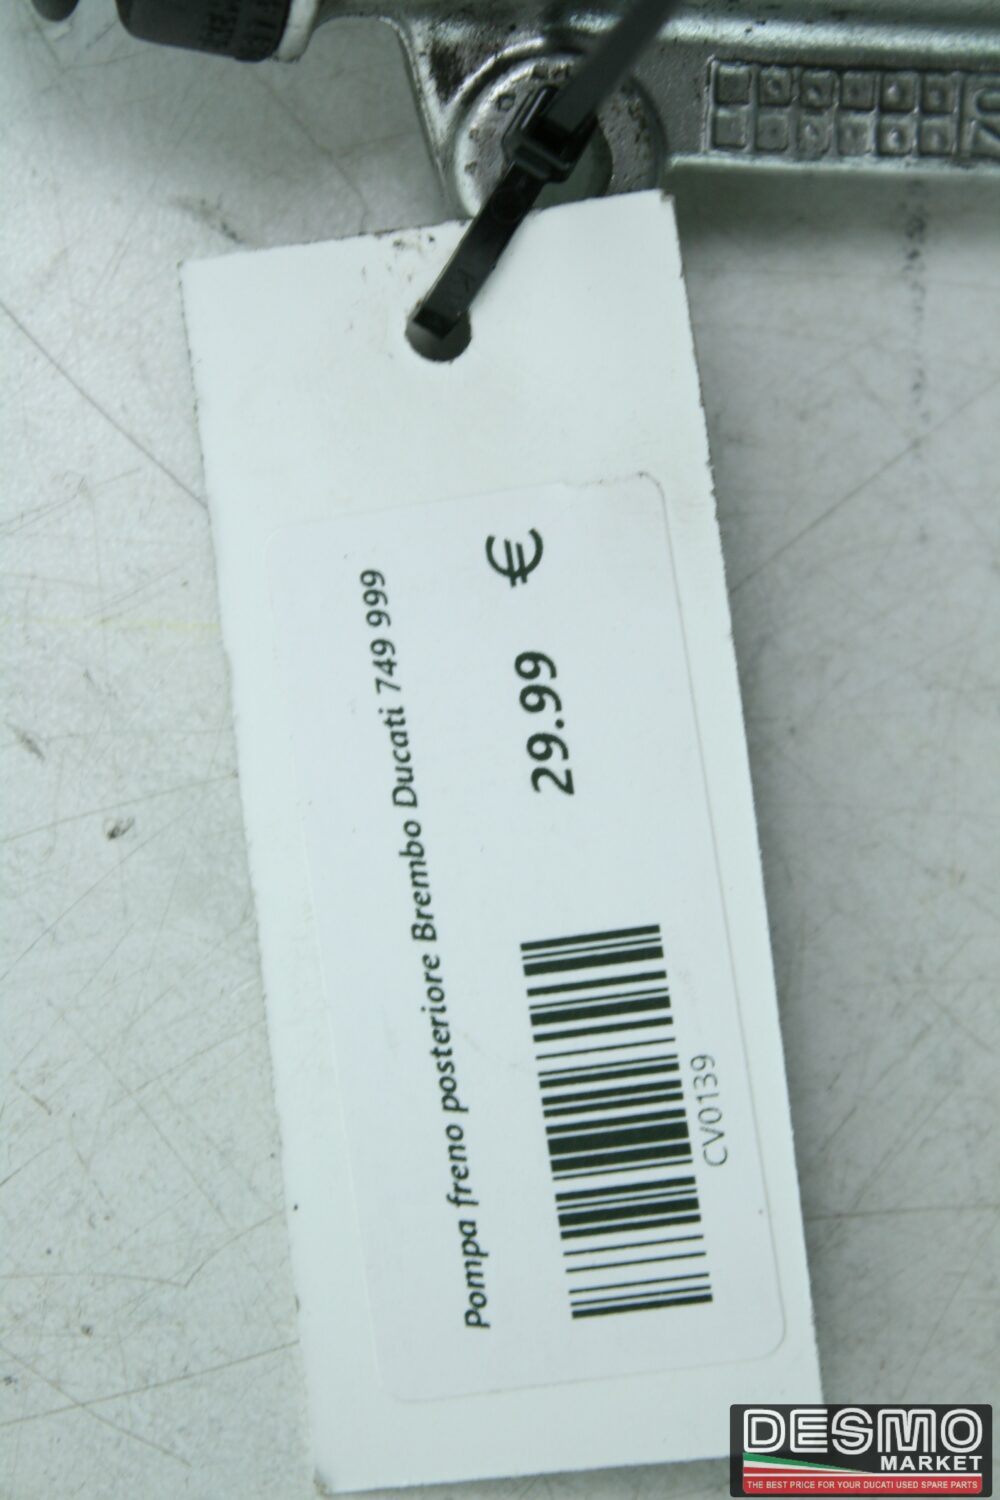 Pompa freno posteriore Brembo Ducati 749 999
29.99 €
CV0139
DESMO
MARKET
THE BEST PRICE FOR YOUR DUCATI USED SPARE PARTS